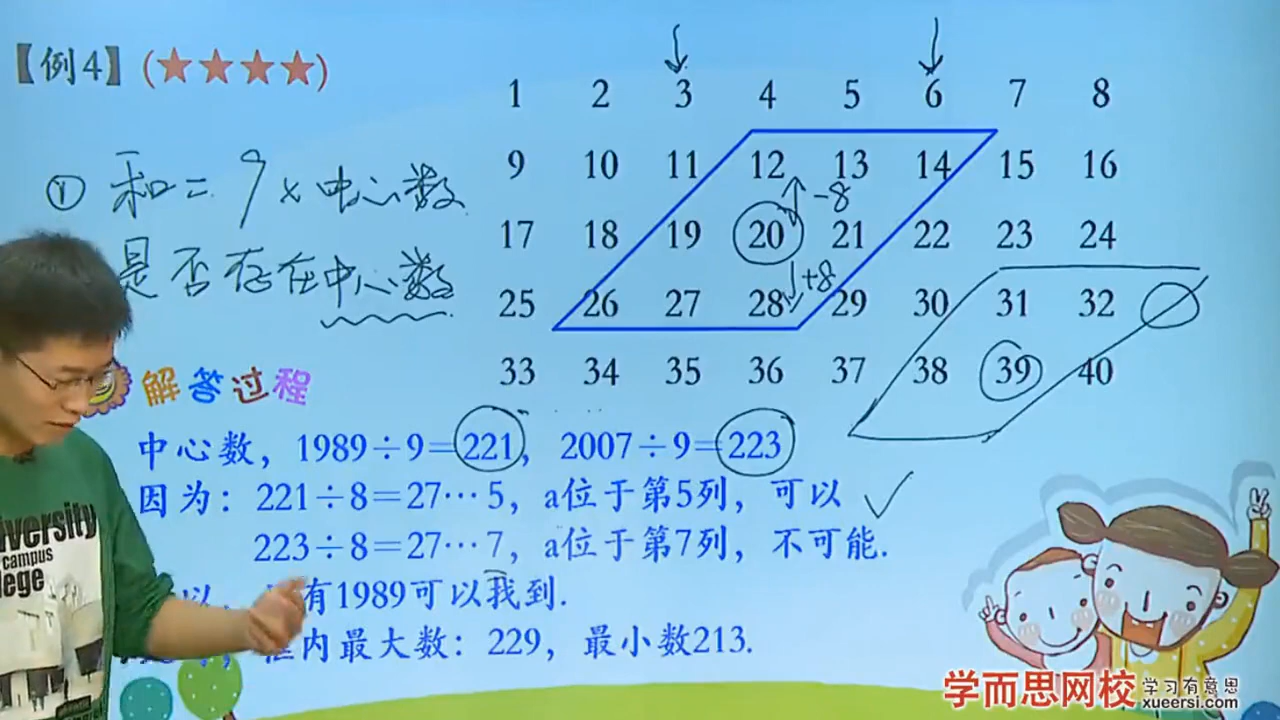 【例4】(★★★★)
1 2 3 4 5 6 7 8
9 10 11 12 13 14 15 16
17 18 19 20 21 22 23 24
25 26 27 28 29 30 31 32
33 34 35 36 37 38 39 40
-8
+8
① 和=9×中心数
是否存在中心数
解答过程
中心数，1989÷9=221，2007÷9=223
因为：221÷8=27…5，a位于第5列，可以 ✓
223÷8=27…7，a位于第7列，不可能.
以，有1989可以找到.
框内最大数：229，最小数213.
versity
campus
lege
学而思网校 学习有意思
xueersi.com